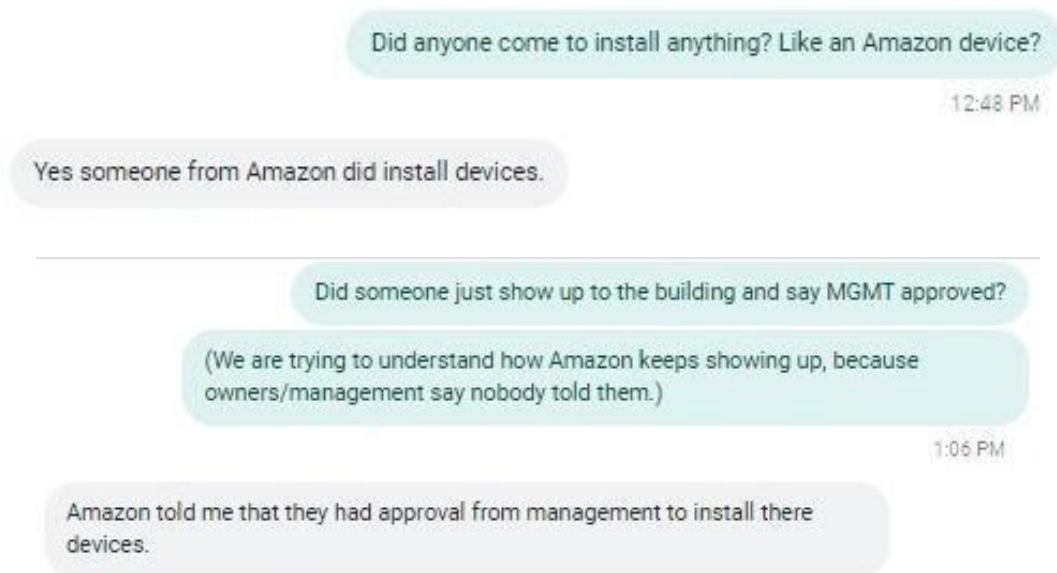 Did anyone come to install anything? Like an Amazon device?
12:48 PM
Yes someone from Amazon did install devices.
Did someone just show up to the building and say MGMT approved?
(We are trying to understand how Amazon keeps showing up, because
owners/management say nobody told them.)
1:06 PM
Amazon told me that they had approval from management to install there
devices.